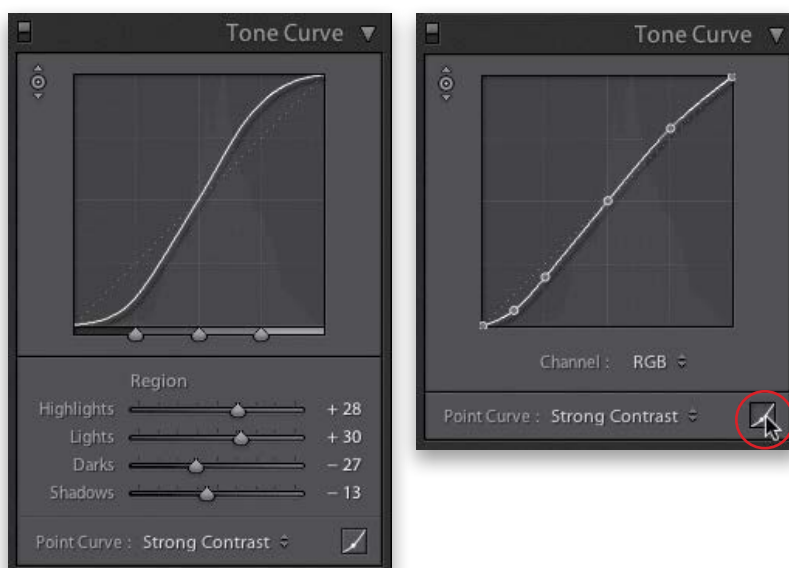 Tone Curve
Region
Highlights + 28
Lights + 30
Darks – 27
Shadows – 13
Point Curve : Strong Contrast
Tone Curve
Channel : RGB
Point Curve : Strong Contrast